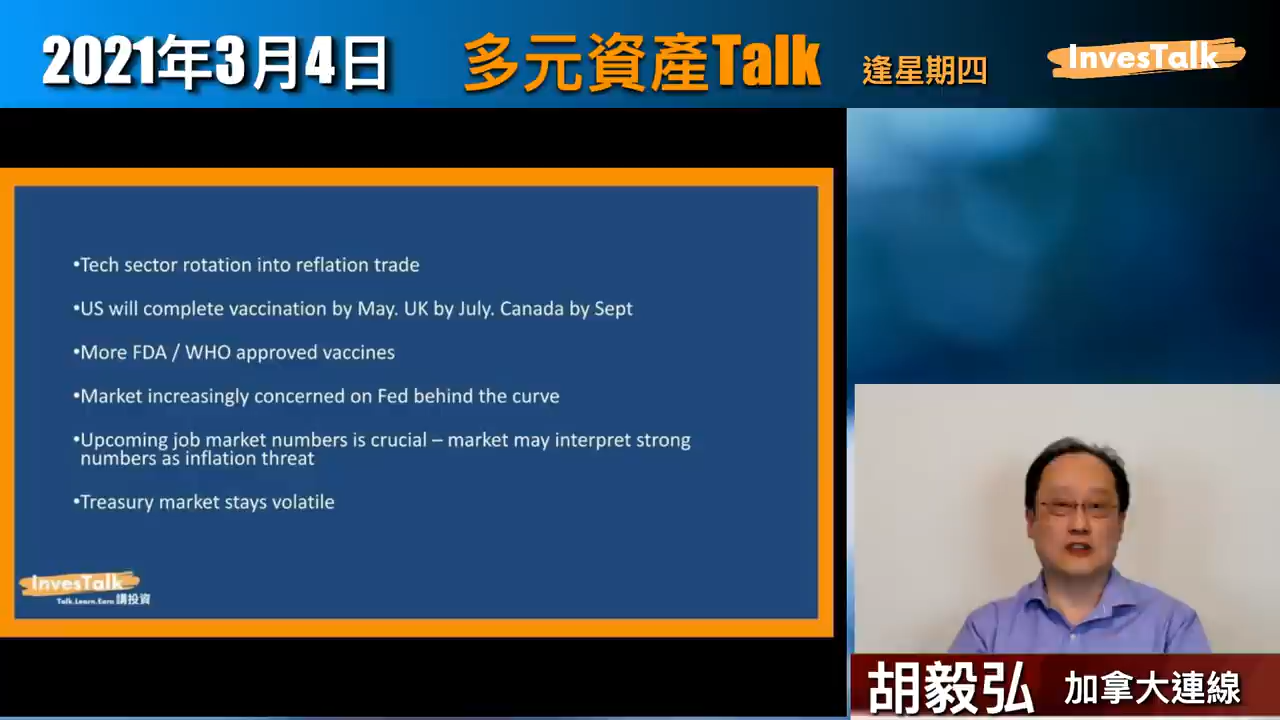 2021年3月4日 多元資產Talk 逢星期四 InvesTalk
•Tech sector rotation into reflation trade
•US will complete vaccination by May. UK by July. Canada by Sept
•More FDA / WHO approved vaccines
•Market increasingly concerned on Fed behind the curve
•Upcoming job market numbers is crucial – market may interpret strong
numbers as inflation threat
•Treasury market stays volatile
InvesTalk
Talk.Learn.Earn 講投資
胡毅弘 加拿大連線